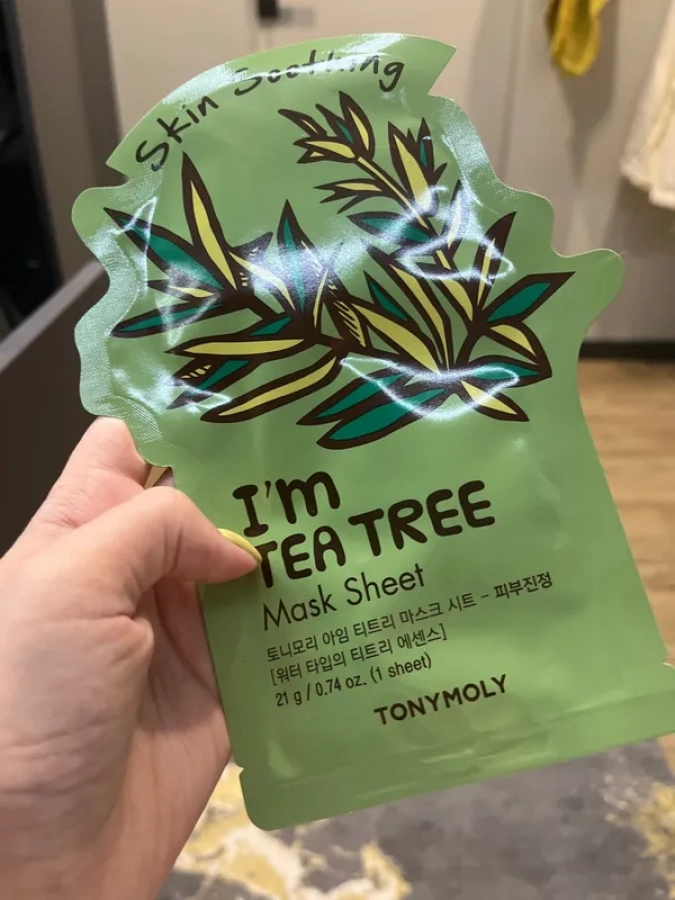 Skin Soothing
I'm
TEA TREE
Mask Sheet
토니모리 아임 티트리 마스크 시트 - 피부진정
[워터 타입의 티트리 에센스]
21 g / 0.74 oz. (1 sheet)
TONYMOLY